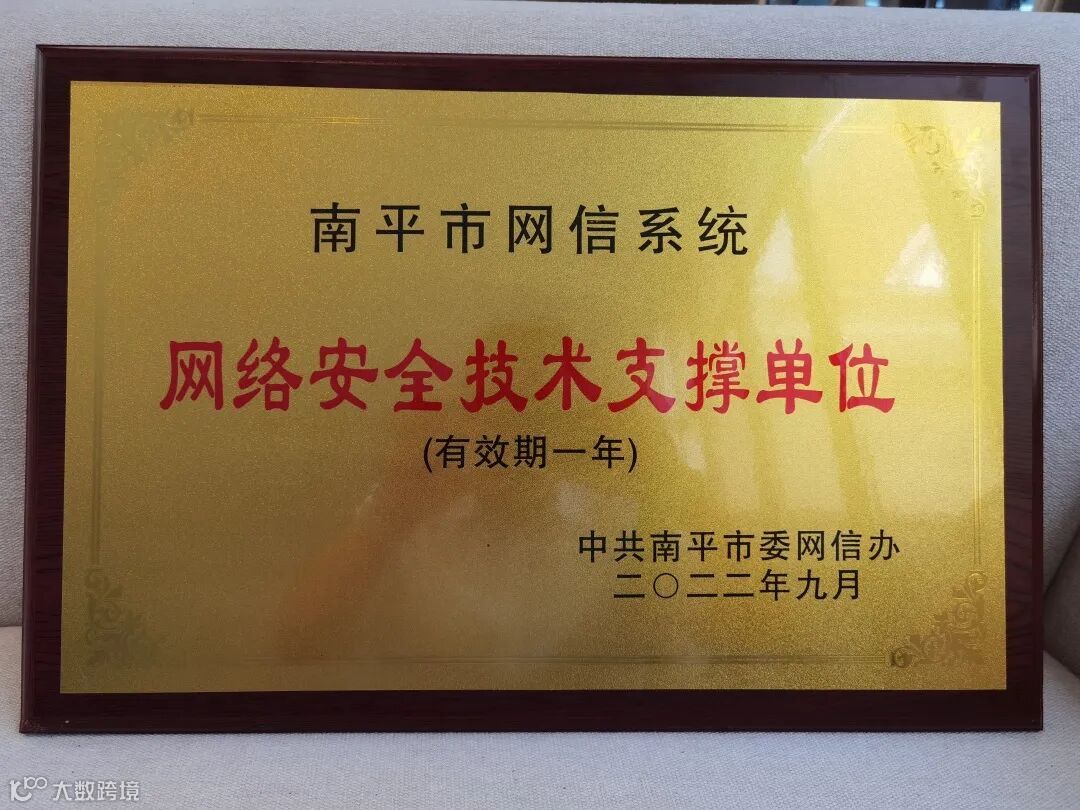 南平市网信系统
网络安全技术支撑单位
(有效期一年)
中共南平市委网信办
二〇二二年九月
大数跨境